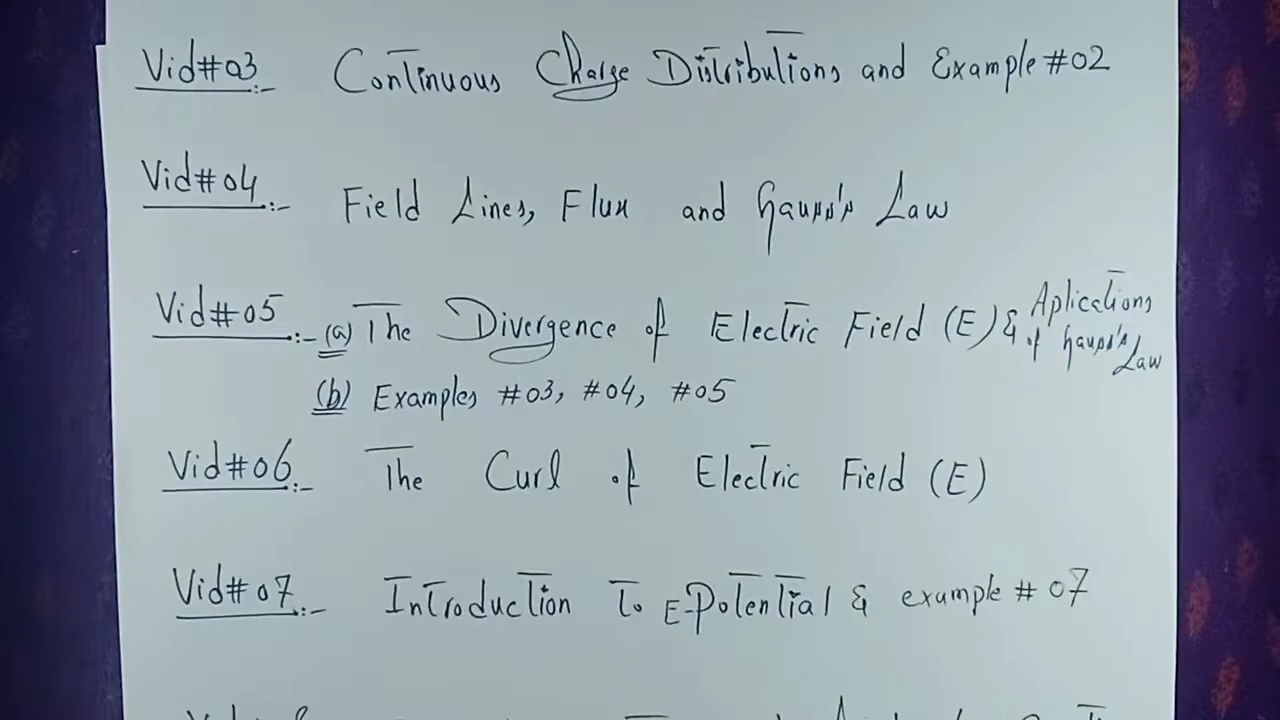 Vid#03:- Continuous Charge Distributions and Example #02
Vid#04:- Field Lines, Flux and Gauss's Law
Vid#05:- (a) The Divergence of Electric Field (E) & Aplications of Gauss's Law
(b) Examples #03, #04, #05
Vid#06:- The Curl of Electric Field (E)
Vid#07:- Introduction To E-Potential & example #07